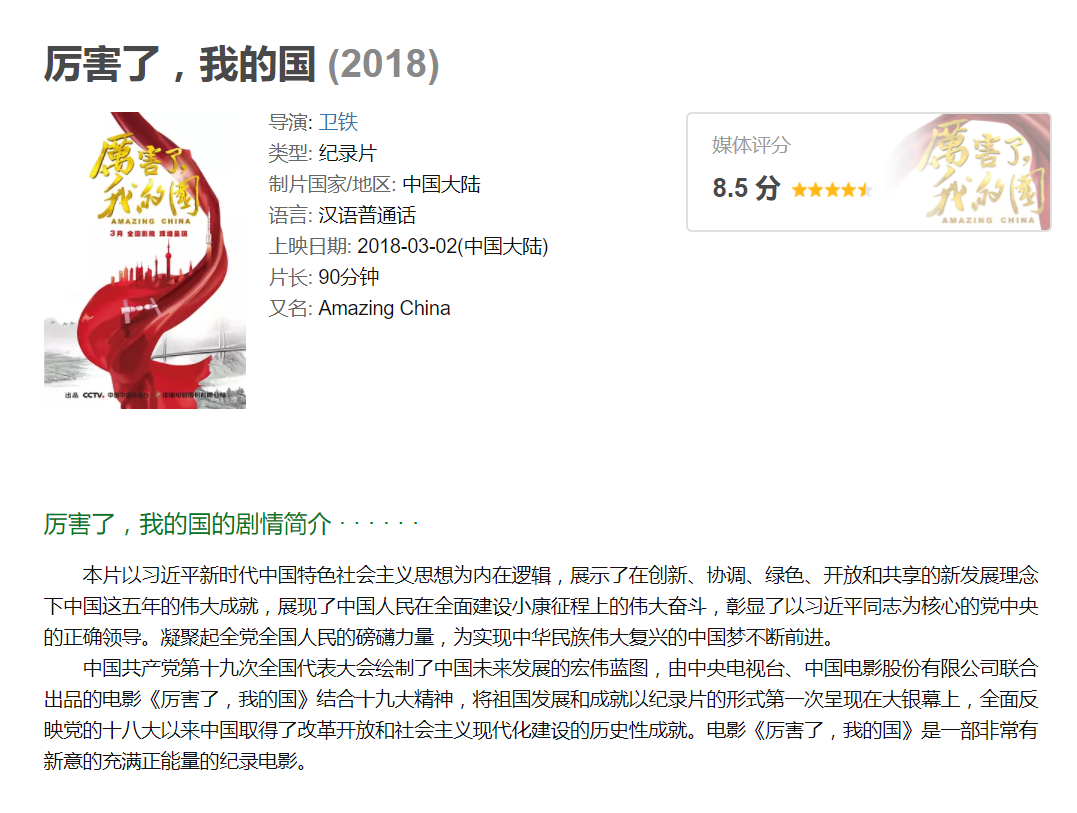 厉害了，我的国 (2018)
厲害了
我的國
AMAZING CHINA
3月 全国影院 辉煌呈现
出品 CCTV.
导演: 卫铁
类型: 纪录片
制片国家/地区: 中国大陆
语言: 汉语普通话
上映日期: 2018-03-02(中国大陆)
片长: 90分钟
又名: Amazing China
媒体评分
8.5 分
厲害了,
我的國
AMAZING CHINA
厉害了，我的国的剧情简介 · · · · · ·
本片以习近平新时代中国特色社会主义思想为内在逻辑，展示了在创新、协调、绿色、开放和共享的新发展理念
下中国这五年的伟大成就，展现了中国人民在全面建设小康征程上的伟大奋斗，彰显了以习近平同志为核心的党中央
的正确领导。凝聚起全党全国人民的磅礴力量，为实现中华民族伟大复兴的中国梦不断前进。
中国共产党第十九次全国代表大会绘制了中国未来发展的宏伟蓝图，由中央电视台、中国电影股份有限公司联合
出品的电影《厉害了，我的国》结合十九大精神，将祖国发展和成就以纪录片的形式第一次呈现在大银幕上，全面反
映党的十八大以来中国取得了改革开放和社会主义现代化建设的历史性成就。电影《厉害了，我的国》是一部非常有
新意的充满正能量的纪录电影。